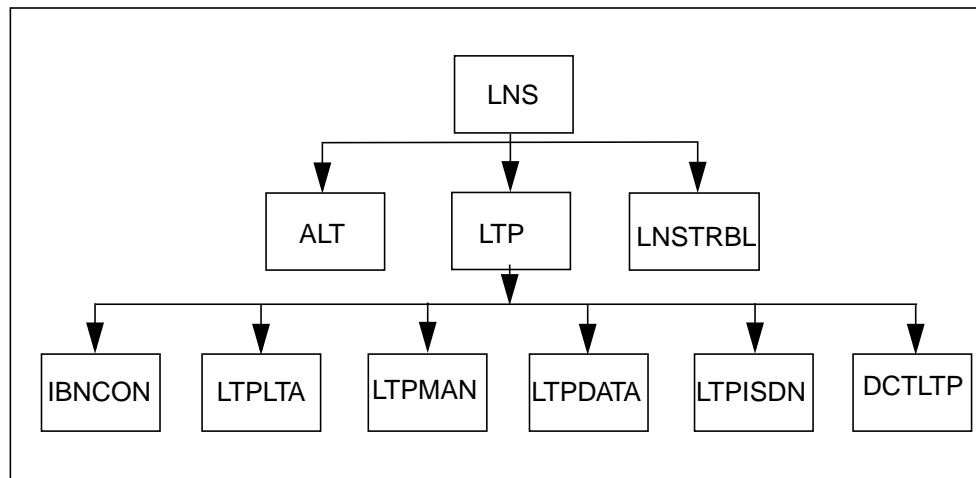 LNS
ALT
LTP
LNSTRBL
IBNCON
LTPLTA
LTPMAN
LTPDATA
LTPISDN
DCTLTP